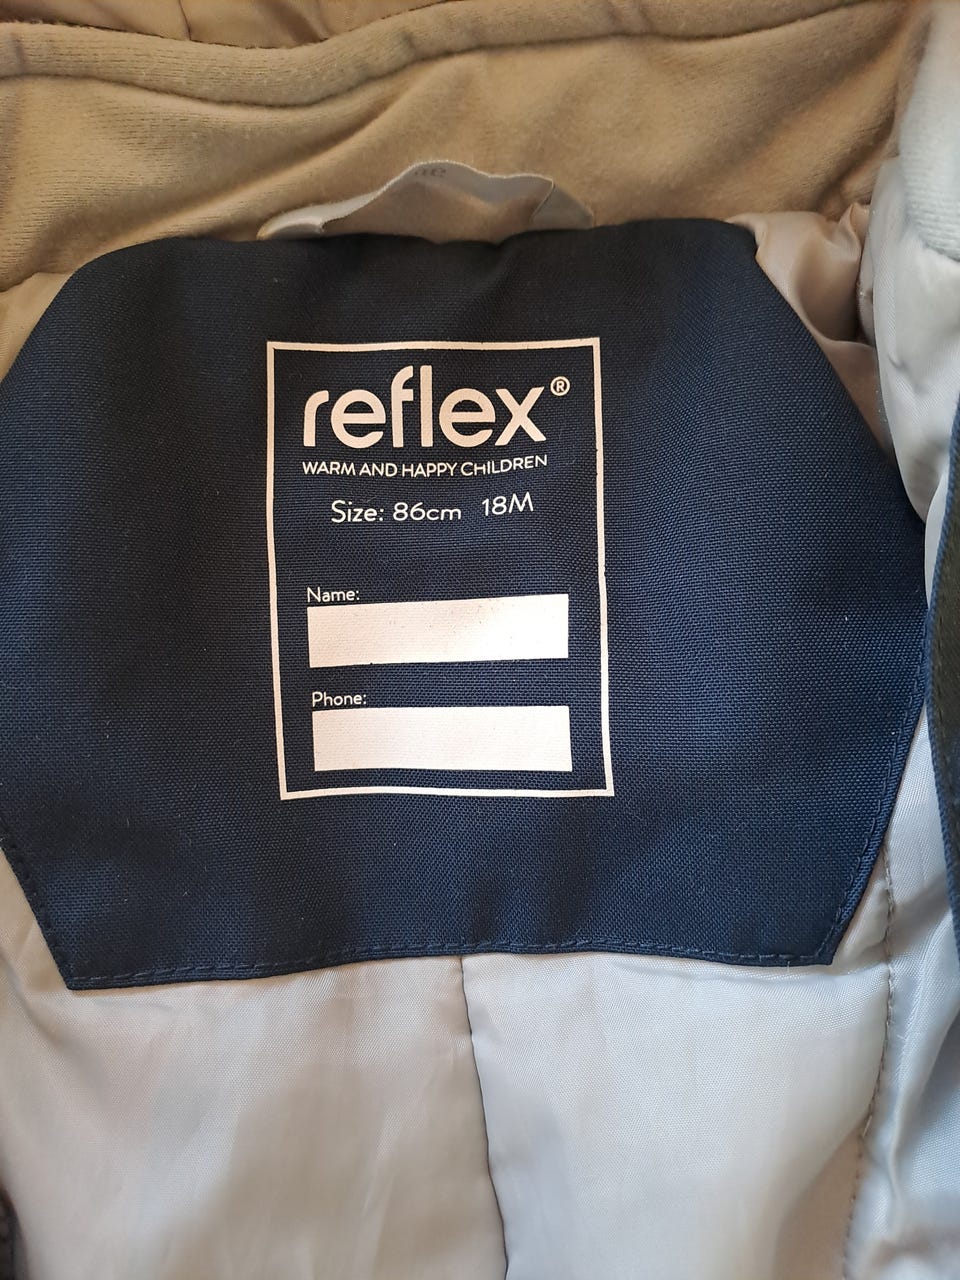 reflex®
WARM AND HAPPY CHILDREN
Size: 86cm 18M
Name:
Phone: